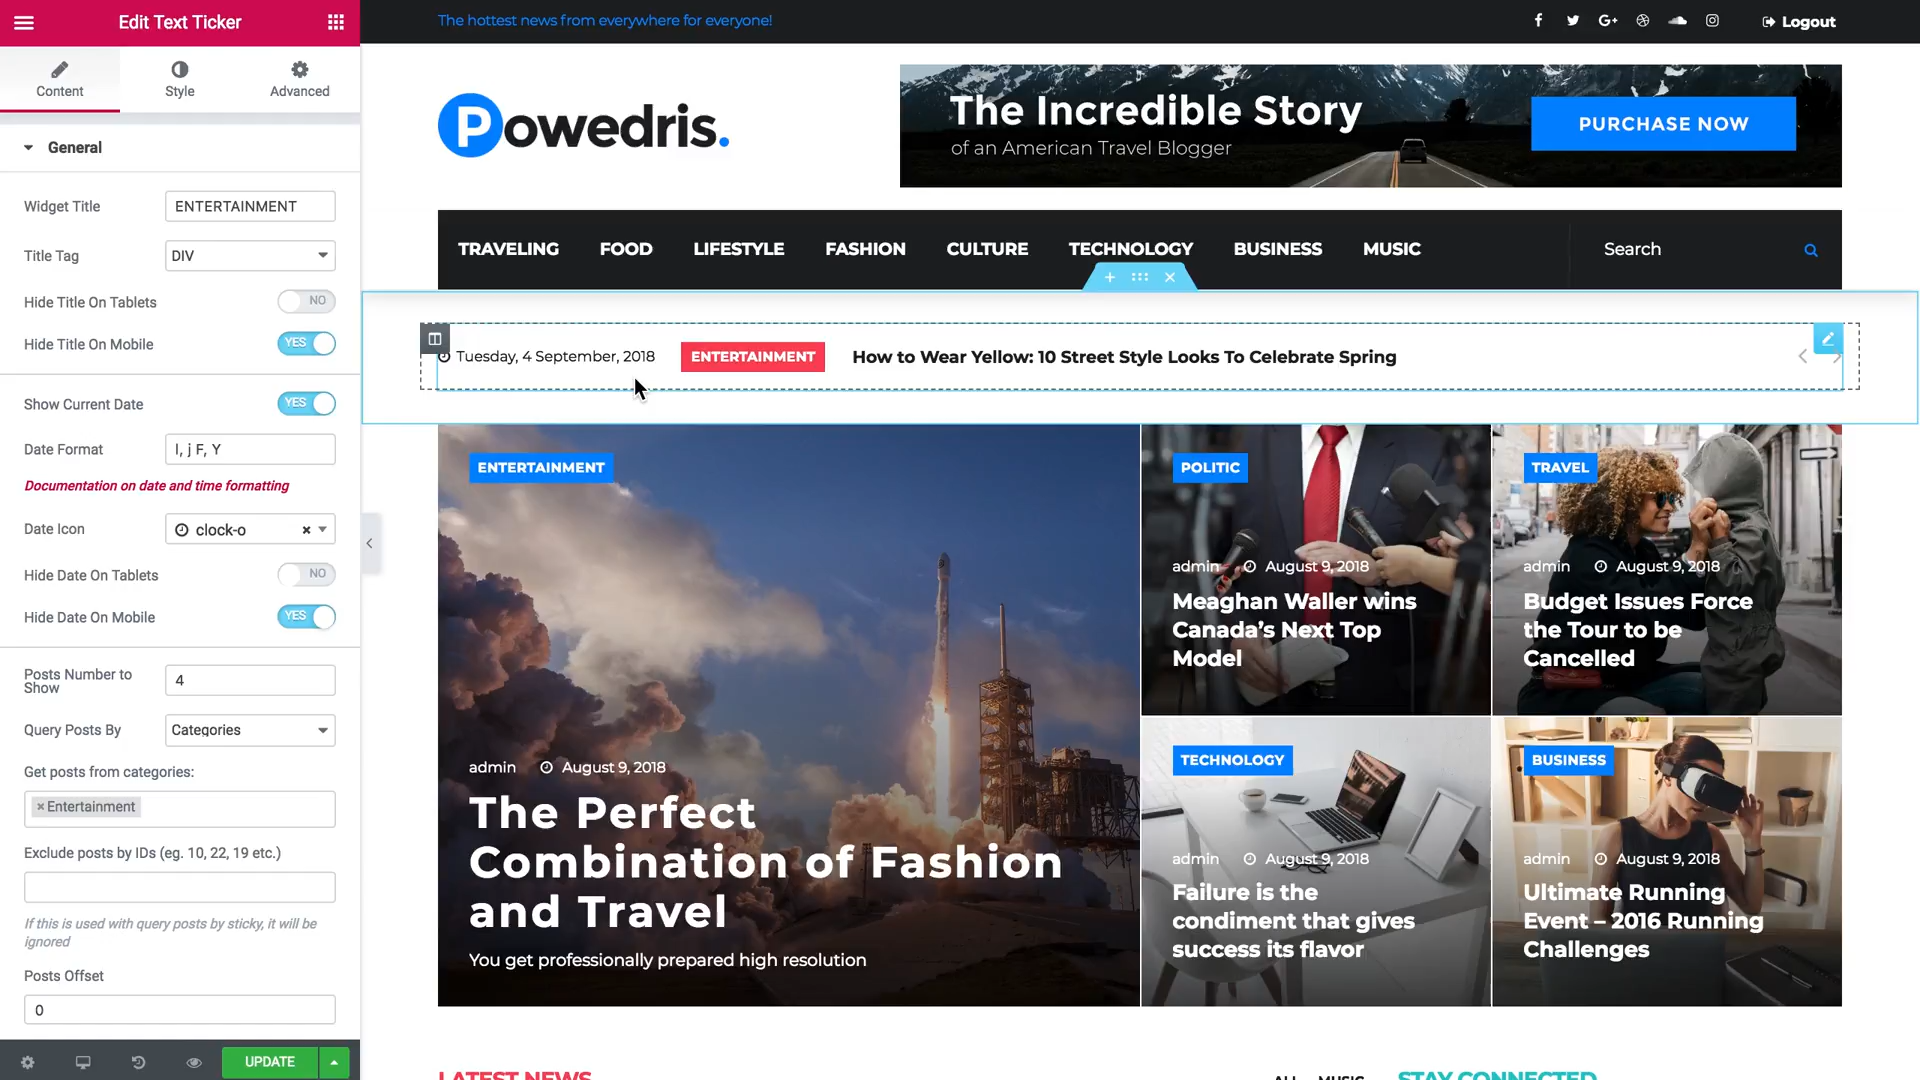 Edit Text Ticker
Content
Style
Advanced
General
Widget Title
ENTERTAINMENT
Title Tag
DIV
Hide Title On Tablets
NO
Hide Title On Mobile
YES
Show Current Date
YES
Date Format
l, j F, Y
Documentation on date and time formatting
Date Icon
clock-o
Hide Date On Tablets
NO
Hide Date On Mobile
YES
Posts Number to
Show
4
Query Posts By
Categories
Get posts from categories:
× Entertainment
Exclude posts by IDs (eg. 10, 22, 19 etc.)
If this is used with query posts by sticky, it will be
ignored
Posts Offset
0
UPDATE
The hottest news from everywhere for everyone!
Logout
Powedris.
The Incredible Story
of an American Travel Blogger
PURCHASE NOW
TRAVELING FOOD LIFESTYLE FASHION CULTURE TECHNOLOGY BUSINESS MUSIC
Search
Tuesday, 4 September, 2018
ENTERTAINMENT
How to Wear Yellow: 10 Street Style Looks To Celebrate Spring
ENTERTAINMENT
admin August 9, 2018
The Perfect
Combination of Fashion
and Travel
You get professionally prepared high resolution
POLITIC
admin August 9, 2018
Meaghan Waller wins
Canada's Next Top
Model
TRAVEL
admin August 9, 2018
Budget Issues Force
the Tour to be
Cancelled
TECHNOLOGY
admin August 9, 2018
Failure is the
condiment that gives
success its flavor
BUSINESS
admin August 9, 2018
Ultimate Running
Event – 2016 Running
Challenges
LATEST NEWS
ALL MUSIC
STAY CONNECTED